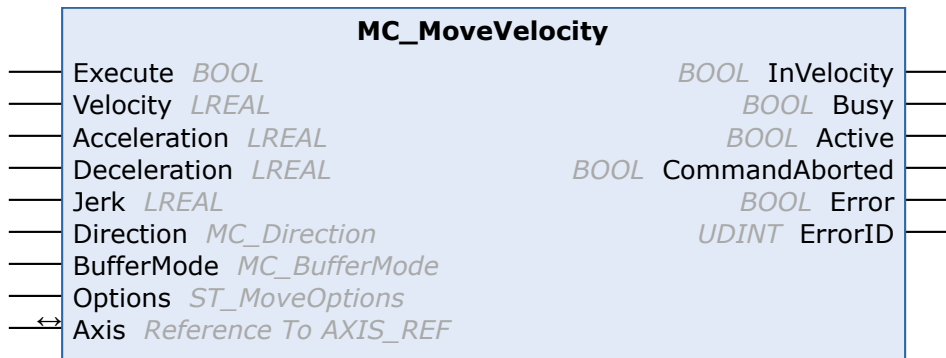 MC_MoveVelocity
Execute BOOL BOOL InVelocity
Velocity LREAL BOOL Busy
Acceleration LREAL BOOL Active
Deceleration LREAL BOOL CommandAborted
Jerk LREAL BOOL Error
Direction MC_Direction UDINT ErrorID
BufferMode MC_BufferMode
Options ST_MoveOptions
↔ Axis Reference To AXIS_REF